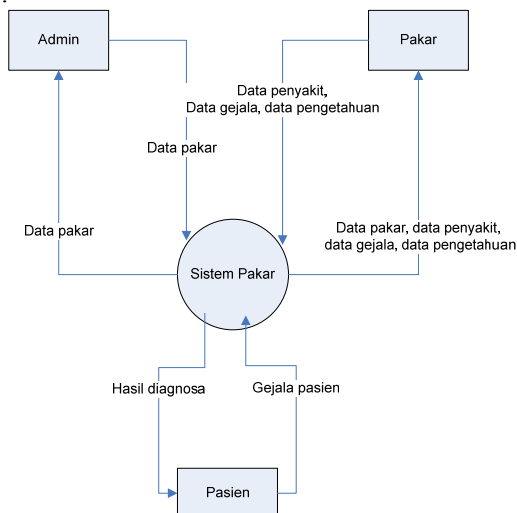 Admin
Pakar
Data penyakit,
Data gejala, data pengetahuan
Data pakar
Data pakar
Data pakar, data penyakit,
data gejala, data pengetahuan
Sistem Pakar
Hasil diagnosa
Gejala pasien
Pasien